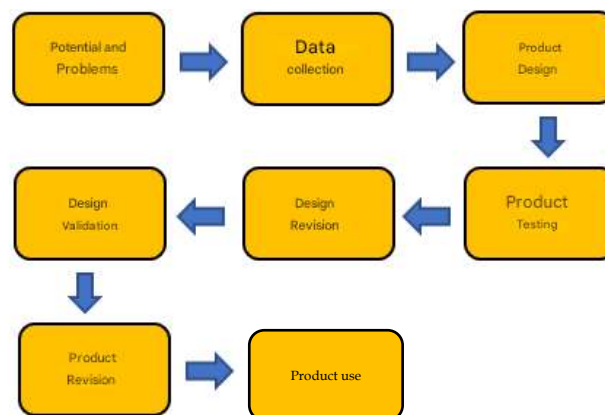 Potential and
Problems
Data
collection
Product
Design
Product
Testing
Design
Revision
Design
Validation
Product
Revision
Product use